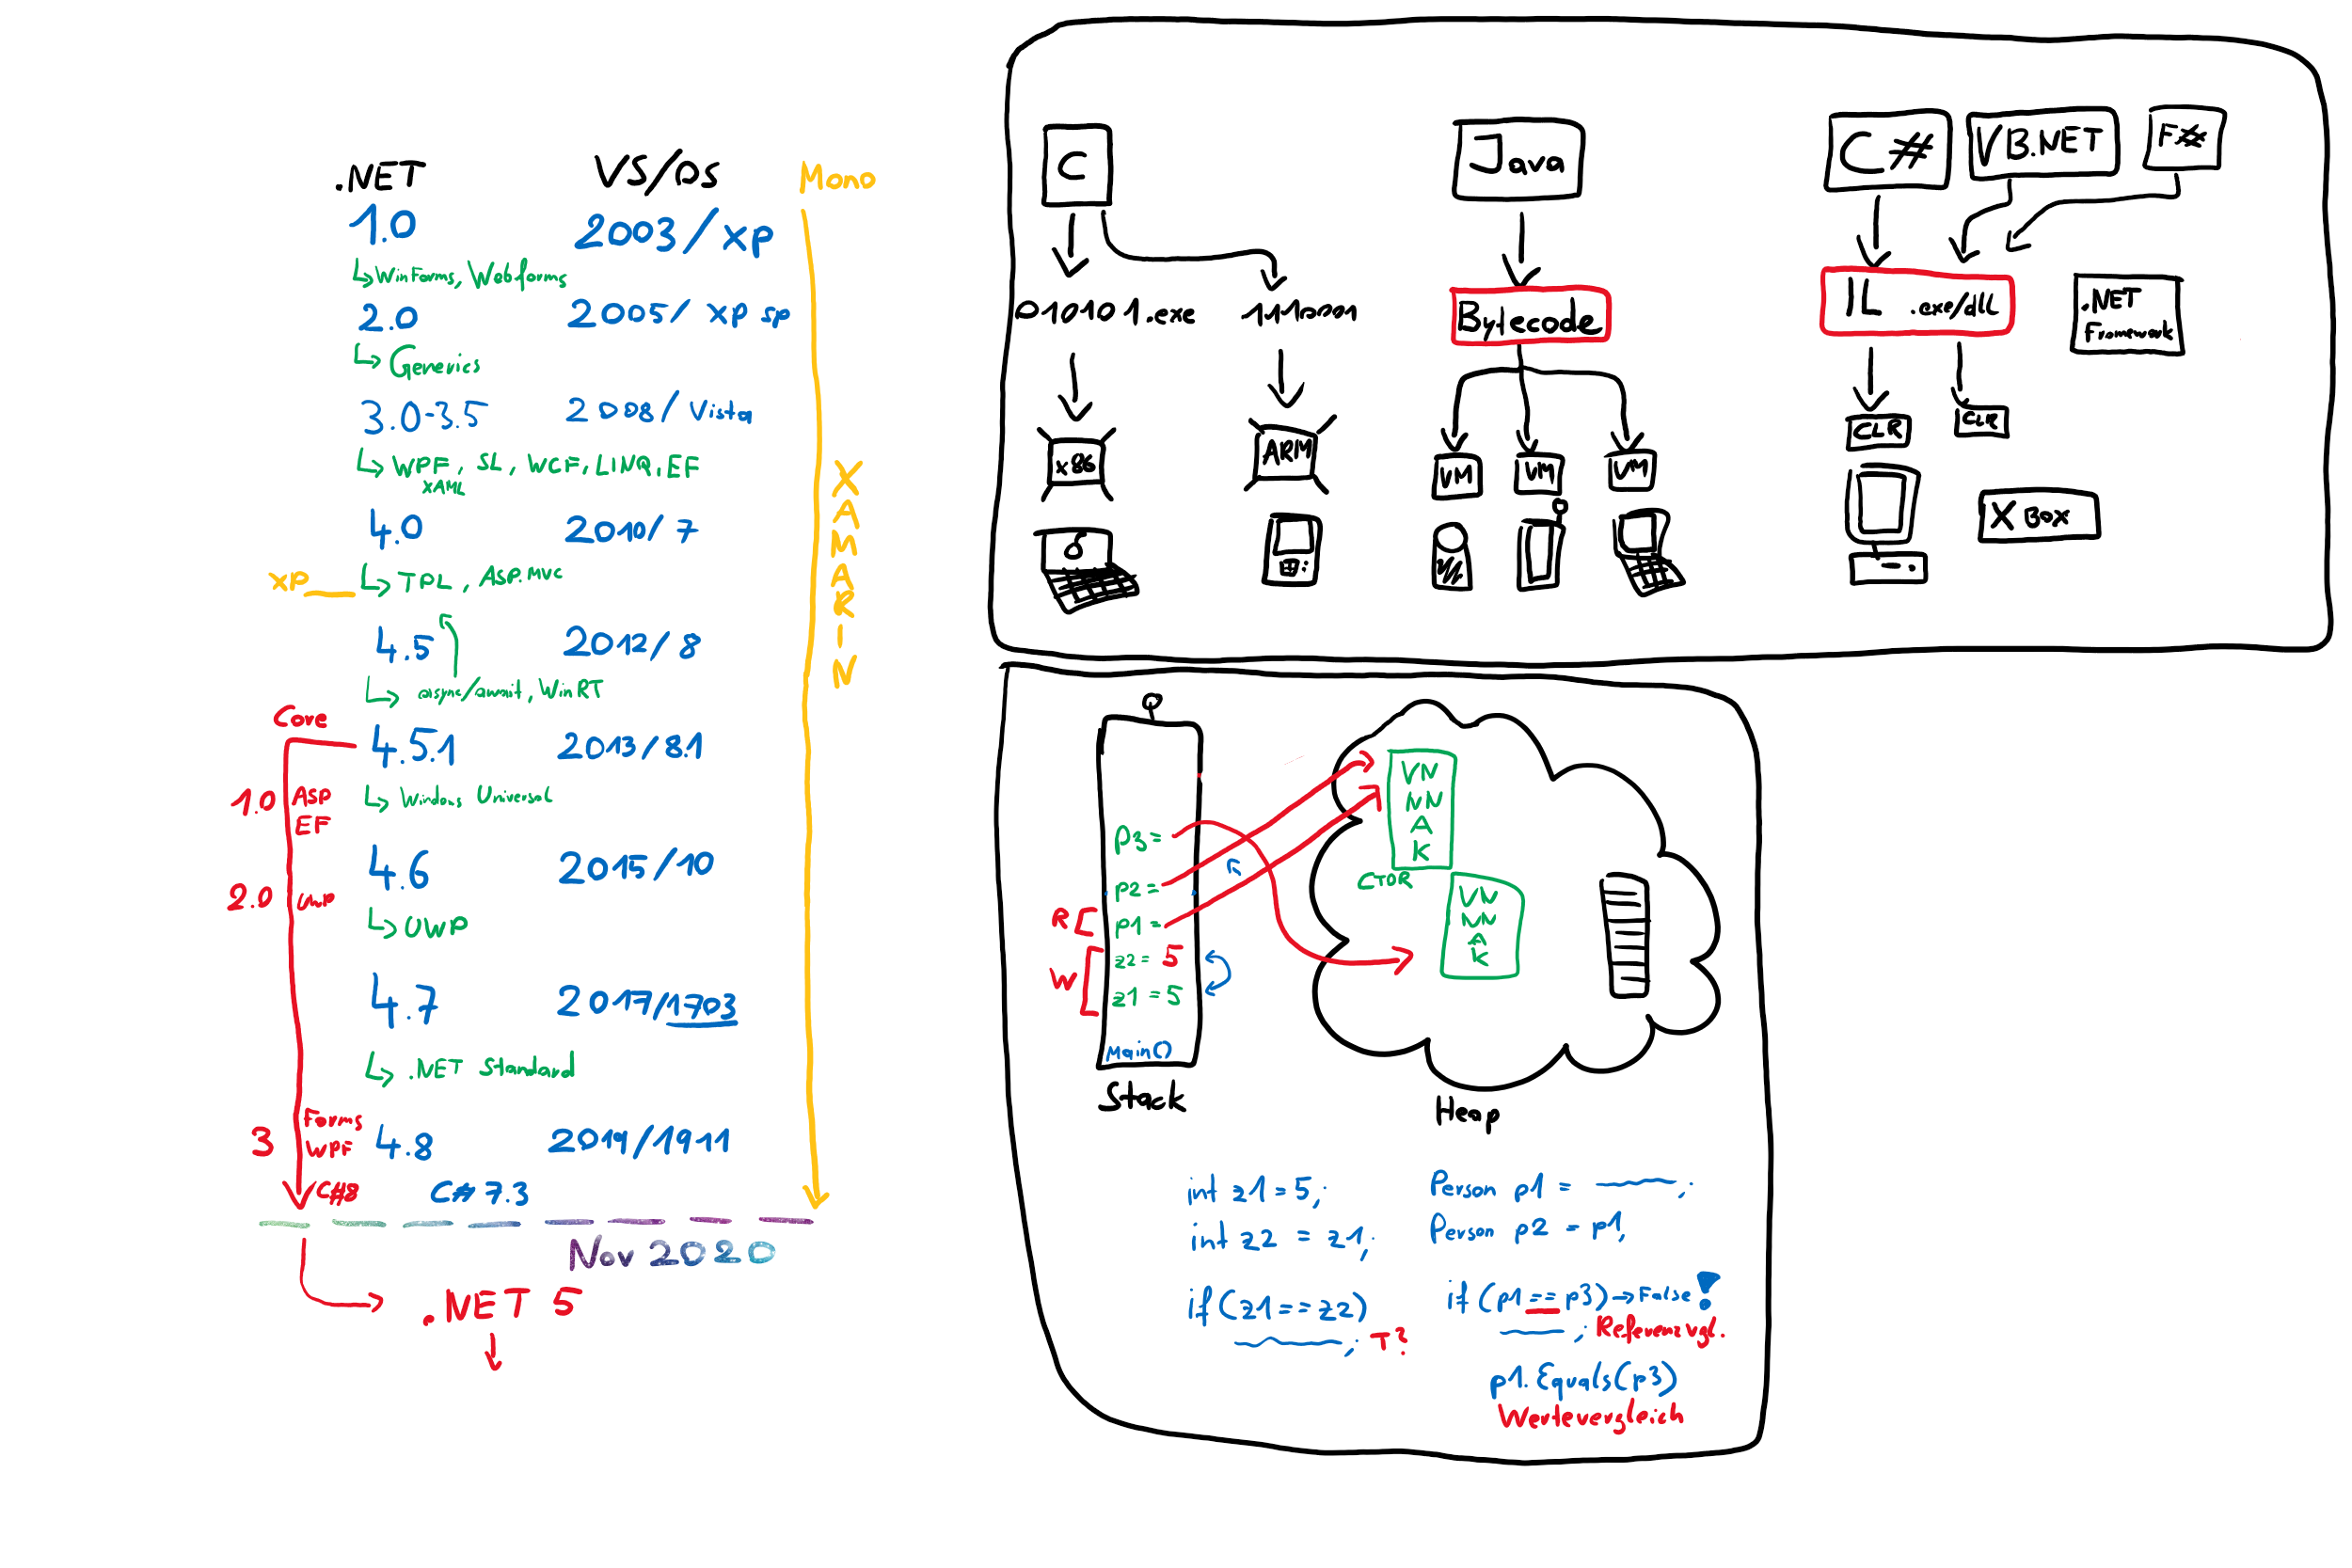 .NET VS/OS Mono
1.0 2003/XP
WinForms, Webforms
2.0 2005/ XP SP
Generics
3.0-3.5 2008/ Vista
WPF, SL, WCF, LINQ, EF
XAML
4.0 2010/ 7
XP TPL, ASP.MVC
4.5 2012/ 8
async/await, WinRT
XAMARIN
Core
4.5.1 2013/8.1
1.0 ASP
EF
Windows Universal
4.6 2015/10
2.0 UWP
UWP
4.7 2017/1703
.NET Standard
3 Forms
WPF
4.8 2019/1911
C#8 C# 7.3
Nov 2020
.NET 5
C
010101.exe 1110001
x86 ARM
Java
Bytecode
VM VM VM
C# VB.NET F#
IL .exe/dll
.NET
Framework
CLR CLR
XBOX
p3=
p2=
R p1=
z2= 5
W z1=5
Main()
Stack
VN
NN
A
K
CTOR
VN
NN
A
K
Heap
int z1=5;
int z2 = z1;
if(z1==z2)
; T?
Person p1 = ;
Person p2 = p1;
if(p1==p3)→False!
; Referenzvgl.
p1.Equals(p3)
Wertevergleich